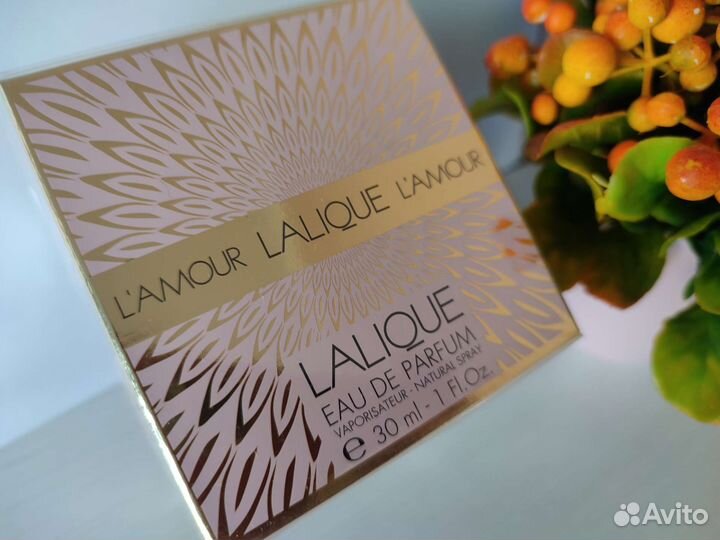 L'AMOUR LALIQUE L'AMOUR
LALIQUE
EAU DE PARFUM
VAPORISATEUR - NATURAL SPRAY
℮ 30 ml - 1 Fl.Oz.
Avito